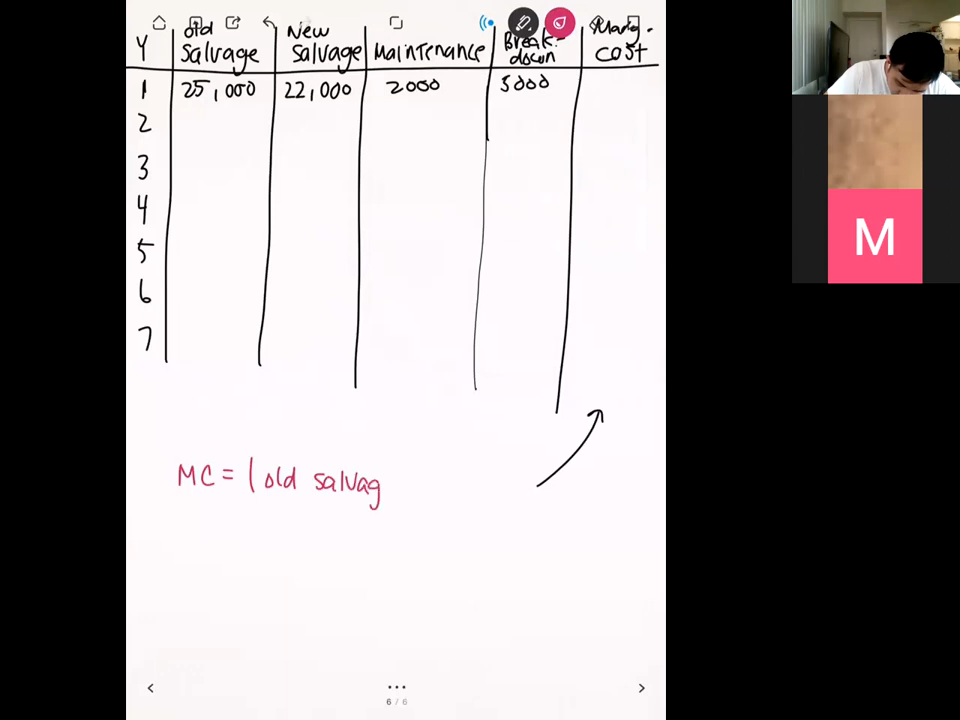 Y old Salvage New Salvage Maintenance Break-down Marg. cost
1 25,000 22,000 2000 5000
2
3
4
5
6
7
MC = ( old salvag
6 / 6
M